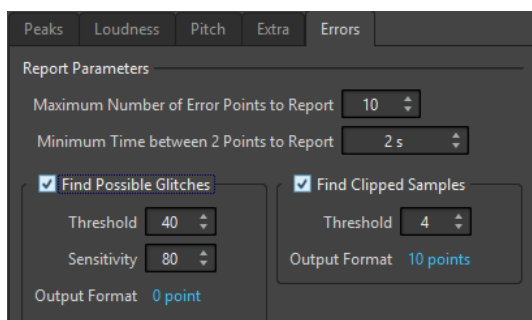 Peaks Loudness Pitch Extra Errors
Report Parameters
Maximum Number of Error Points to Report 10
Minimum Time between 2 Points to Report 2 s
Find Possible Glitches
Threshold 40
Sensitivity 80
Output Format 0 point
Find Clipped Samples
Threshold 4
Output Format 10 points